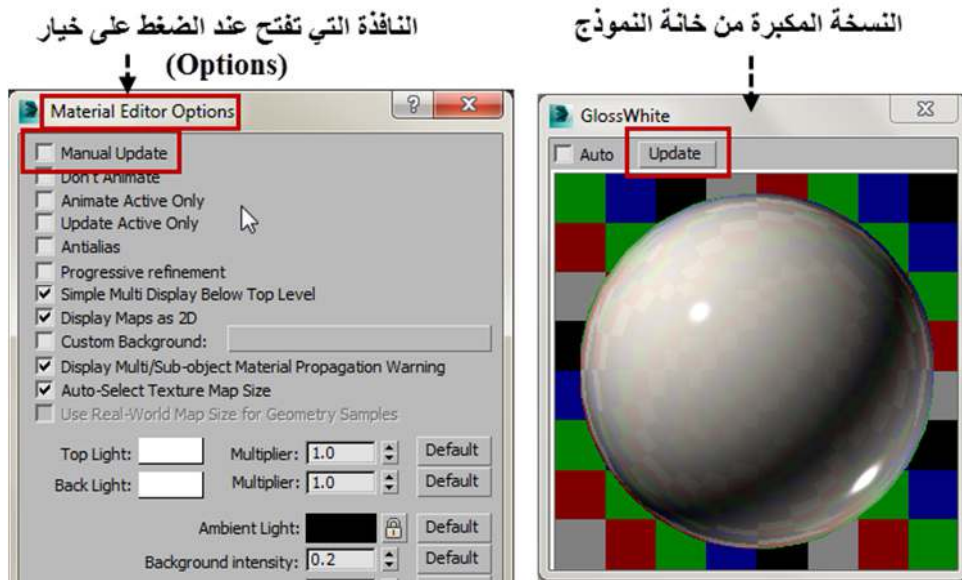 النافذة التي تفتح عند الضغط على خيار
(Options)
النسخة المكبرة من خانة النموذج
Material Editor Options
?
X
Manual Update
Don't Animate
Animate Active Only
Update Active Only
Antialias
Progressive refinement
Simple Multi Display Below Top Level
Display Maps as 2D
Custom Background:
Display Multi/Sub-object Material Propagation Warning
Auto-Select Texture Map Size
Use Real-World Map Size for Geometry Samples
Top Light: Multiplier: 1.0 Default
Back Light: Multiplier: 1.0 Default
Ambient Light: Default
Background intensity: 0.2 Default
GlossWhite
X
Auto Update